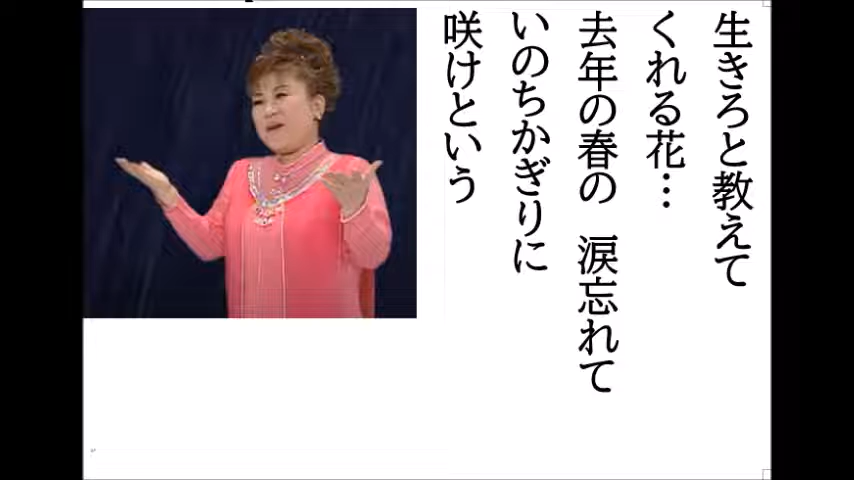 生きろと教えて
くれる花…
去年の春の　涙忘れて
いのちかぎりに
咲けという